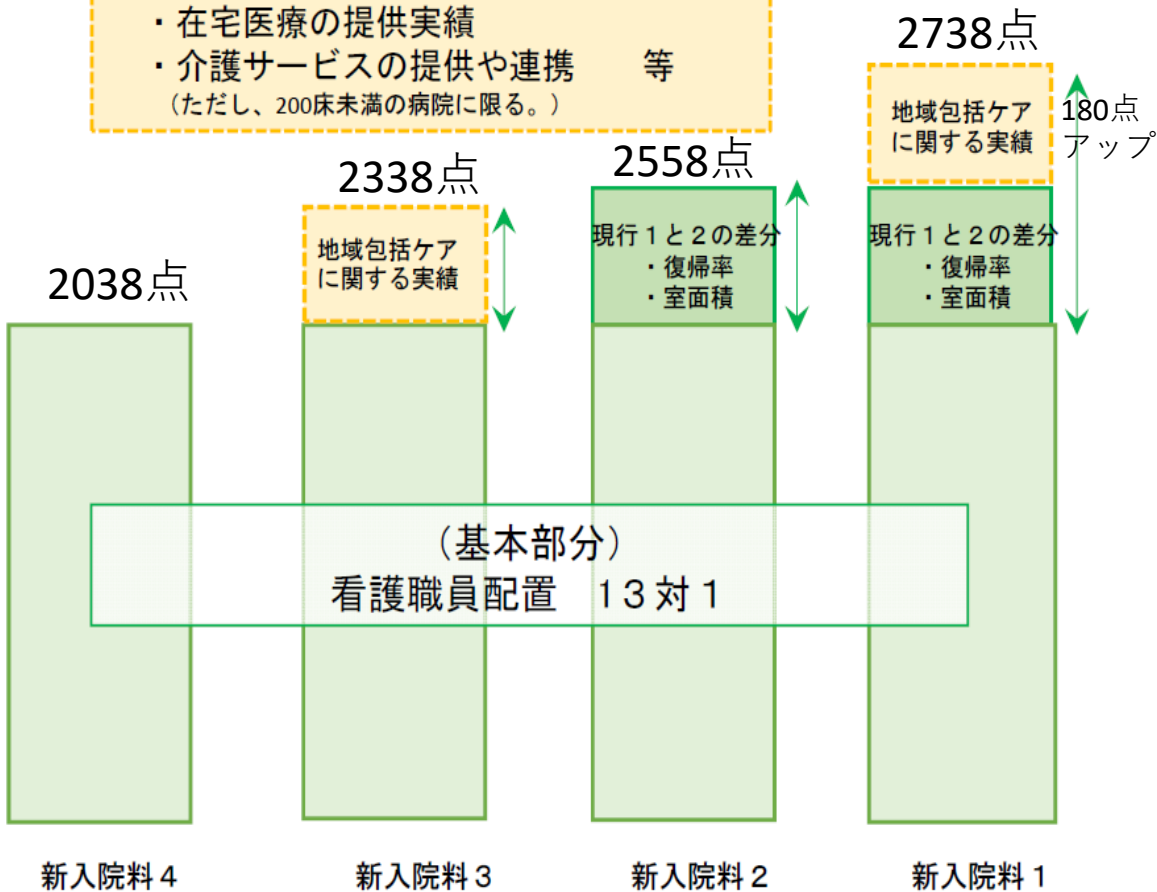 ・在宅医療の提供実績
・介護サービスの提供や連携　　等
（ただし、200床未満の病院に限る。）
2738点
地域包括ケア
に関する実績
180点
アップ
2558点
2338点
現行１と２の差分
・復帰率
・室面積
現行１と２の差分
・復帰率
・室面積
地域包括ケア
に関する実績
2038点
（基本部分）
看護職員配置　１３対１
新入院料４
新入院料３
新入院料２
新入院料１